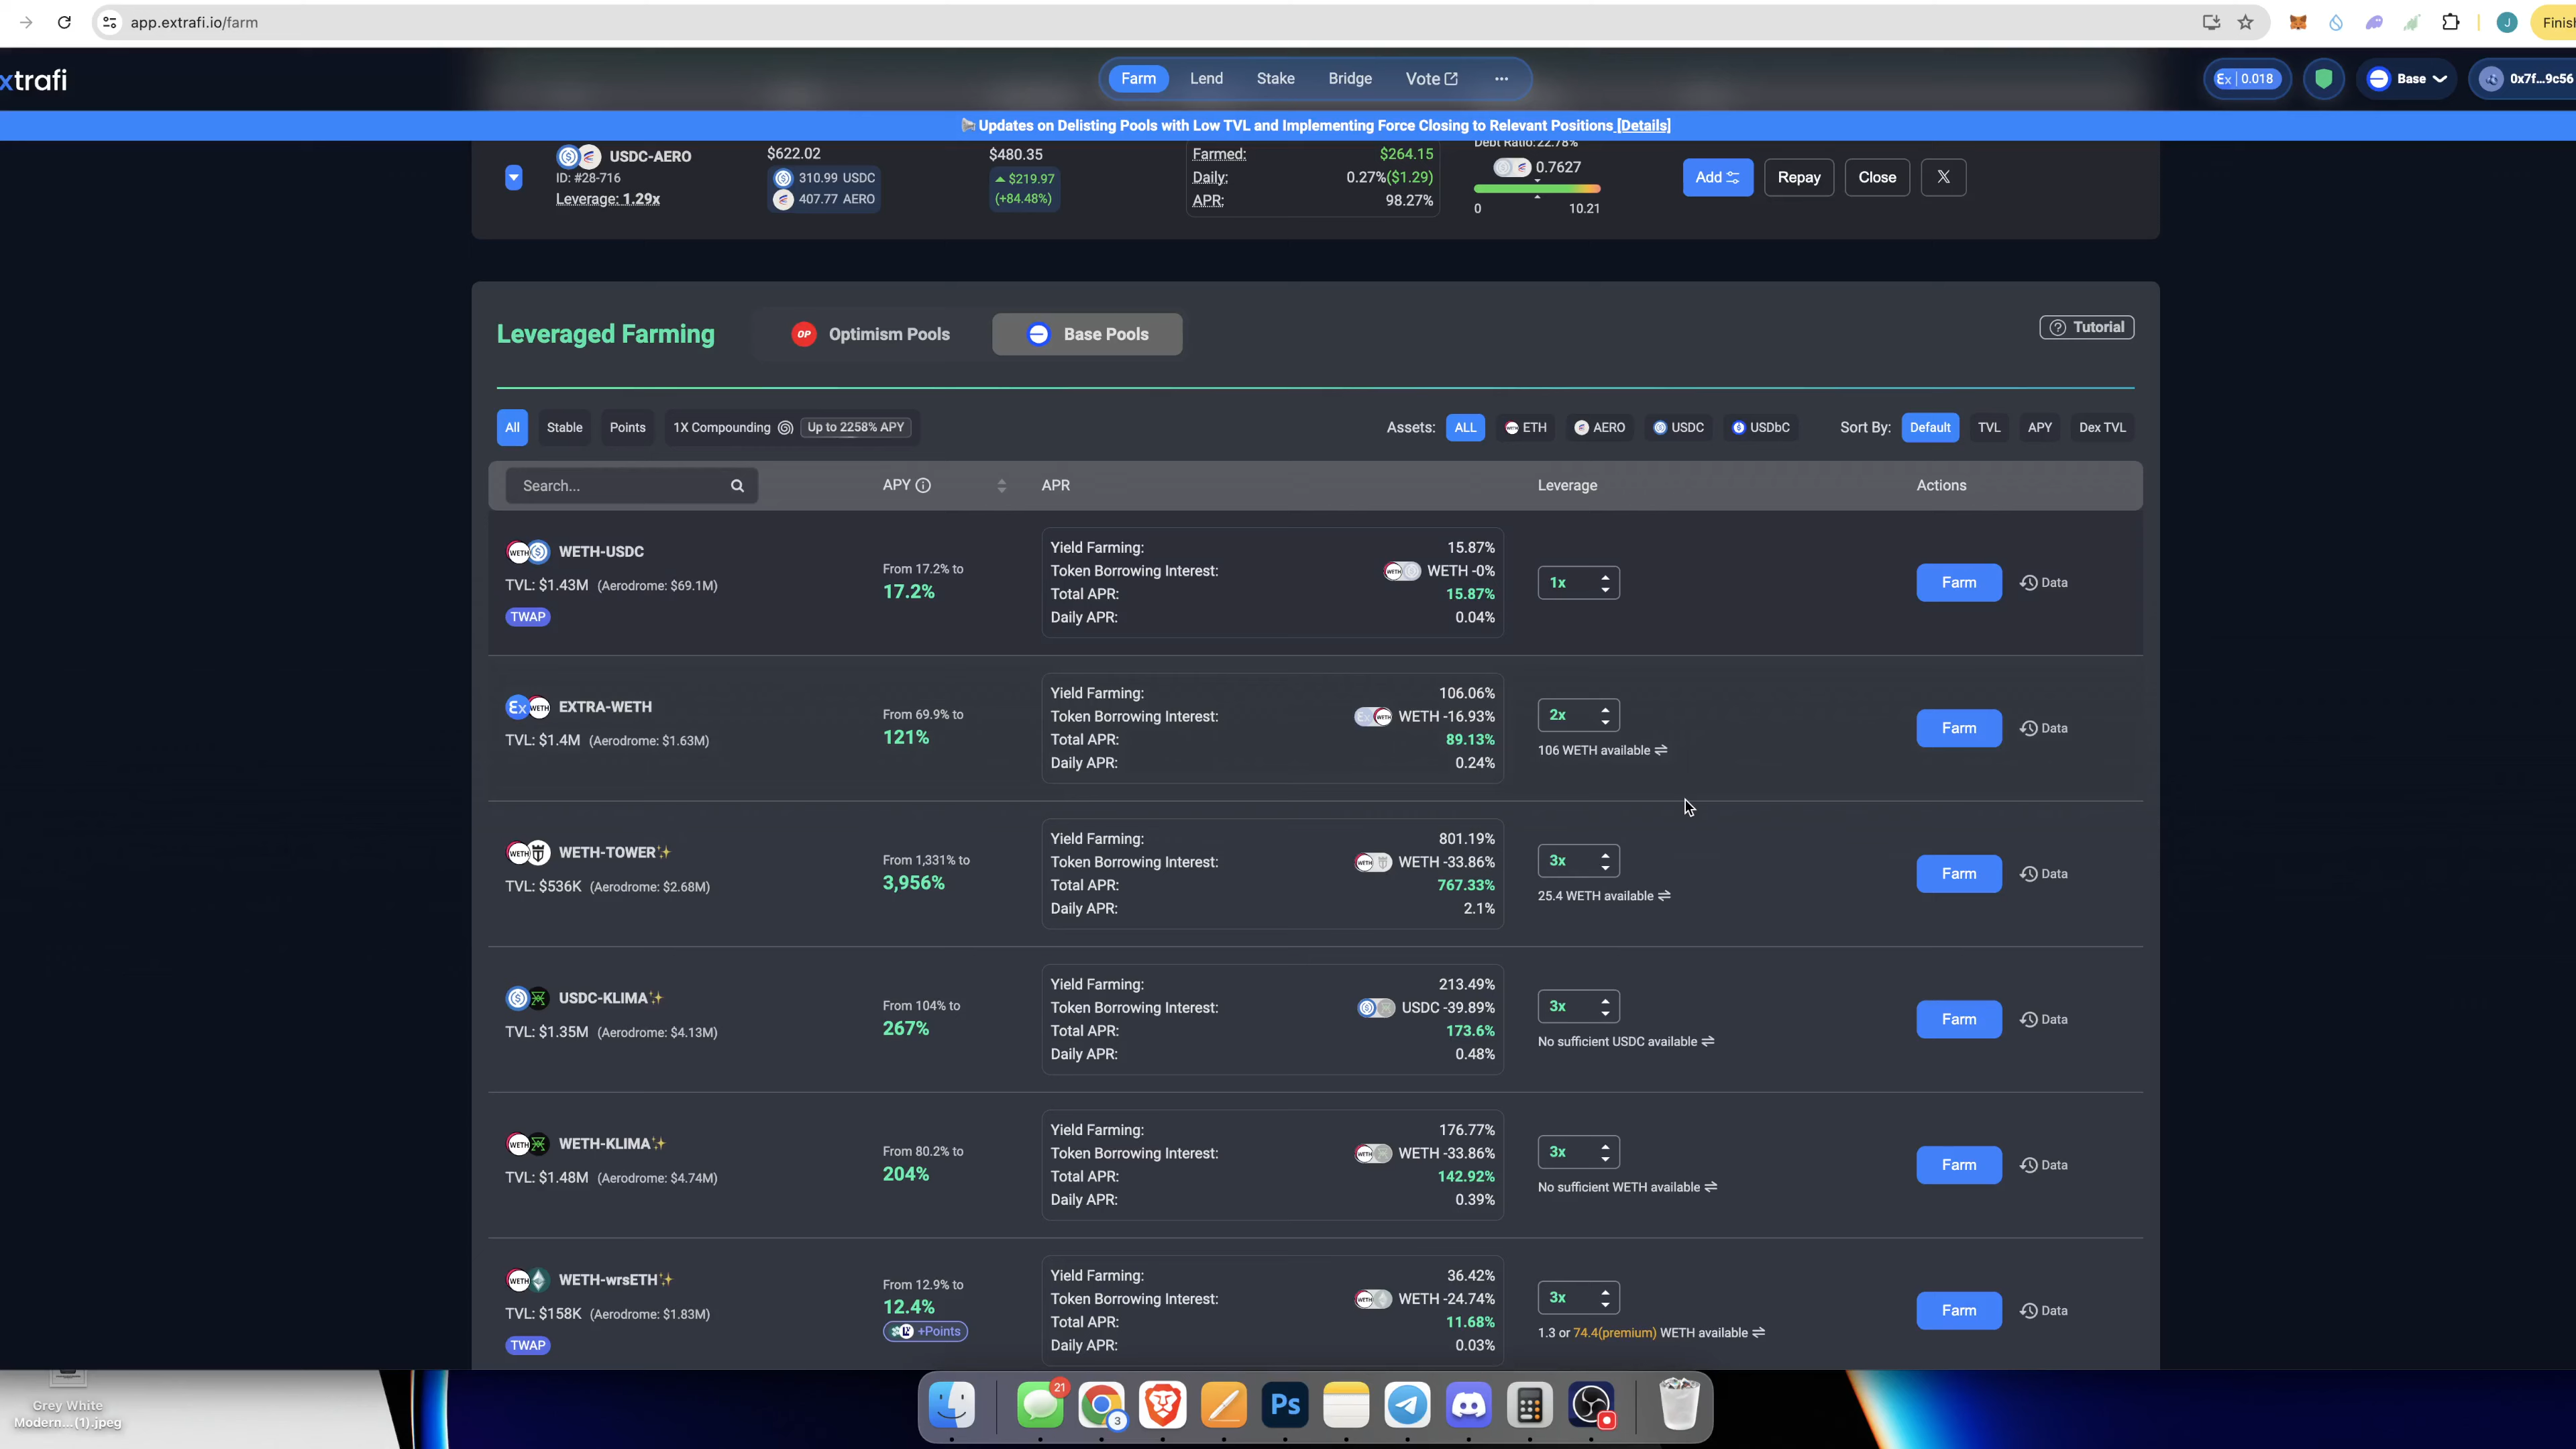 app.extrafi.io/farm
J
Finish
xtrafi
Farm Lend Stake Bridge Vote
Ex | 0.018
Base
0x7f...9c56
Updates on Delisting Pools with Low TVL and Implementing Force Closing to Relevant Positions [Details]
USDC-AERO
ID: #28-716
Leverage: 1.29x
$622.02
310.99 USDC
407.77 AERO
$480.35
$219.97
(+84.48%)
Farmed: $264.15
Daily: 0.27%($1.29)
APR: 98.27%
Debt Ratio: 22.78%
0.7627
0 10.21
Add Repay Close X
Leveraged Farming
OP Optimism Pools
Base Pools
Tutorial
All Stable Points 1X Compounding Up to 2258% APY
Assets: ALL ETH AERO USDC USDbC
Sort By: Default TVL APY Dex TVL
Search... APY APR Leverage Actions
WETH-USDC
TVL: $1.43M (Aerodrome: $69.1M)
TWAP
From 17.2% to
17.2%
Yield Farming: 15.87%
Token Borrowing Interest: WETH -0%
Total APR: 15.87%
Daily APR: 0.04%
1x
Farm Data
EXTRA-WETH
TVL: $1.4M (Aerodrome: $1.63M)
From 69.9% to
121%
Yield Farming: 106.06%
Token Borrowing Interest: WETH -16.93%
Total APR: 89.13%
Daily APR: 0.24%
2x
106 WETH available
Farm Data
WETH-TOWER
TVL: $536K (Aerodrome: $2.68M)
From 1,331% to
3,956%
Yield Farming: 801.19%
Token Borrowing Interest: WETH -33.86%
Total APR: 767.33%
Daily APR: 2.1%
3x
25.4 WETH available
Farm Data
USDC-KLIMA
TVL: $1.35M (Aerodrome: $4.13M)
From 104% to
267%
Yield Farming: 213.49%
Token Borrowing Interest: USDC -39.89%
Total APR: 173.6%
Daily APR: 0.48%
3x
No sufficient USDC available
Farm Data
WETH-KLIMA
TVL: $1.48M (Aerodrome: $4.74M)
From 80.2% to
204%
Yield Farming: 176.77%
Token Borrowing Interest: WETH -33.86%
Total APR: 142.92%
Daily APR: 0.39%
3x
No sufficient WETH available
Farm Data
WETH-wrsETH
TVL: $158K (Aerodrome: $1.83M)
TWAP
From 12.9% to
12.4%
+Points
Yield Farming: 36.42%
Token Borrowing Interest: WETH -24.74%
Total APR: 11.68%
Daily APR: 0.03%
3x
1.3 or 74.4(premium) WETH available
Farm Data
Grey White
Modern...(1).jpeg
21
3
Ps